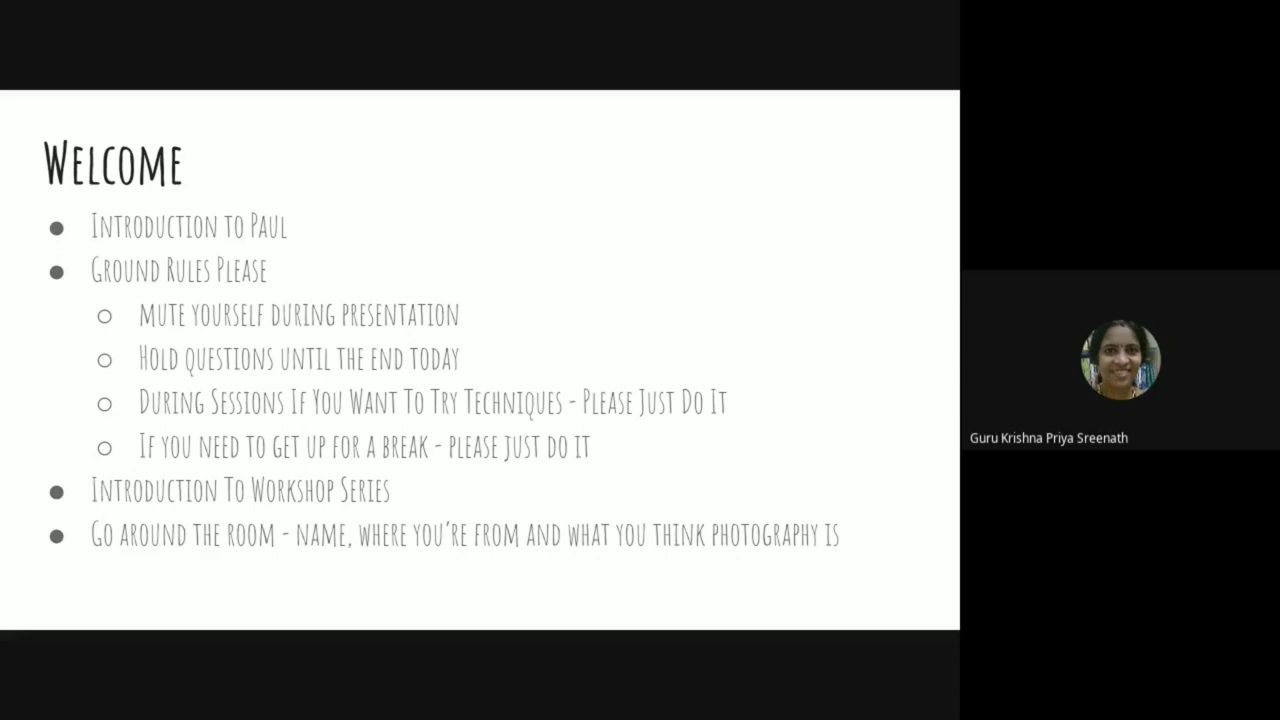 Welcome
● Introduction to Paul
● Ground Rules Please
○ mute yourself during presentation
○ Hold questions until the end today
○ During Sessions If You Want To Try Techniques - Please Just Do It
○ If you need to get up for a break - please just do it
● Introduction To Workshop Series
● Go around the room - name, where you’re from and what you think photography is
Guru Krishna Priya Sreenath